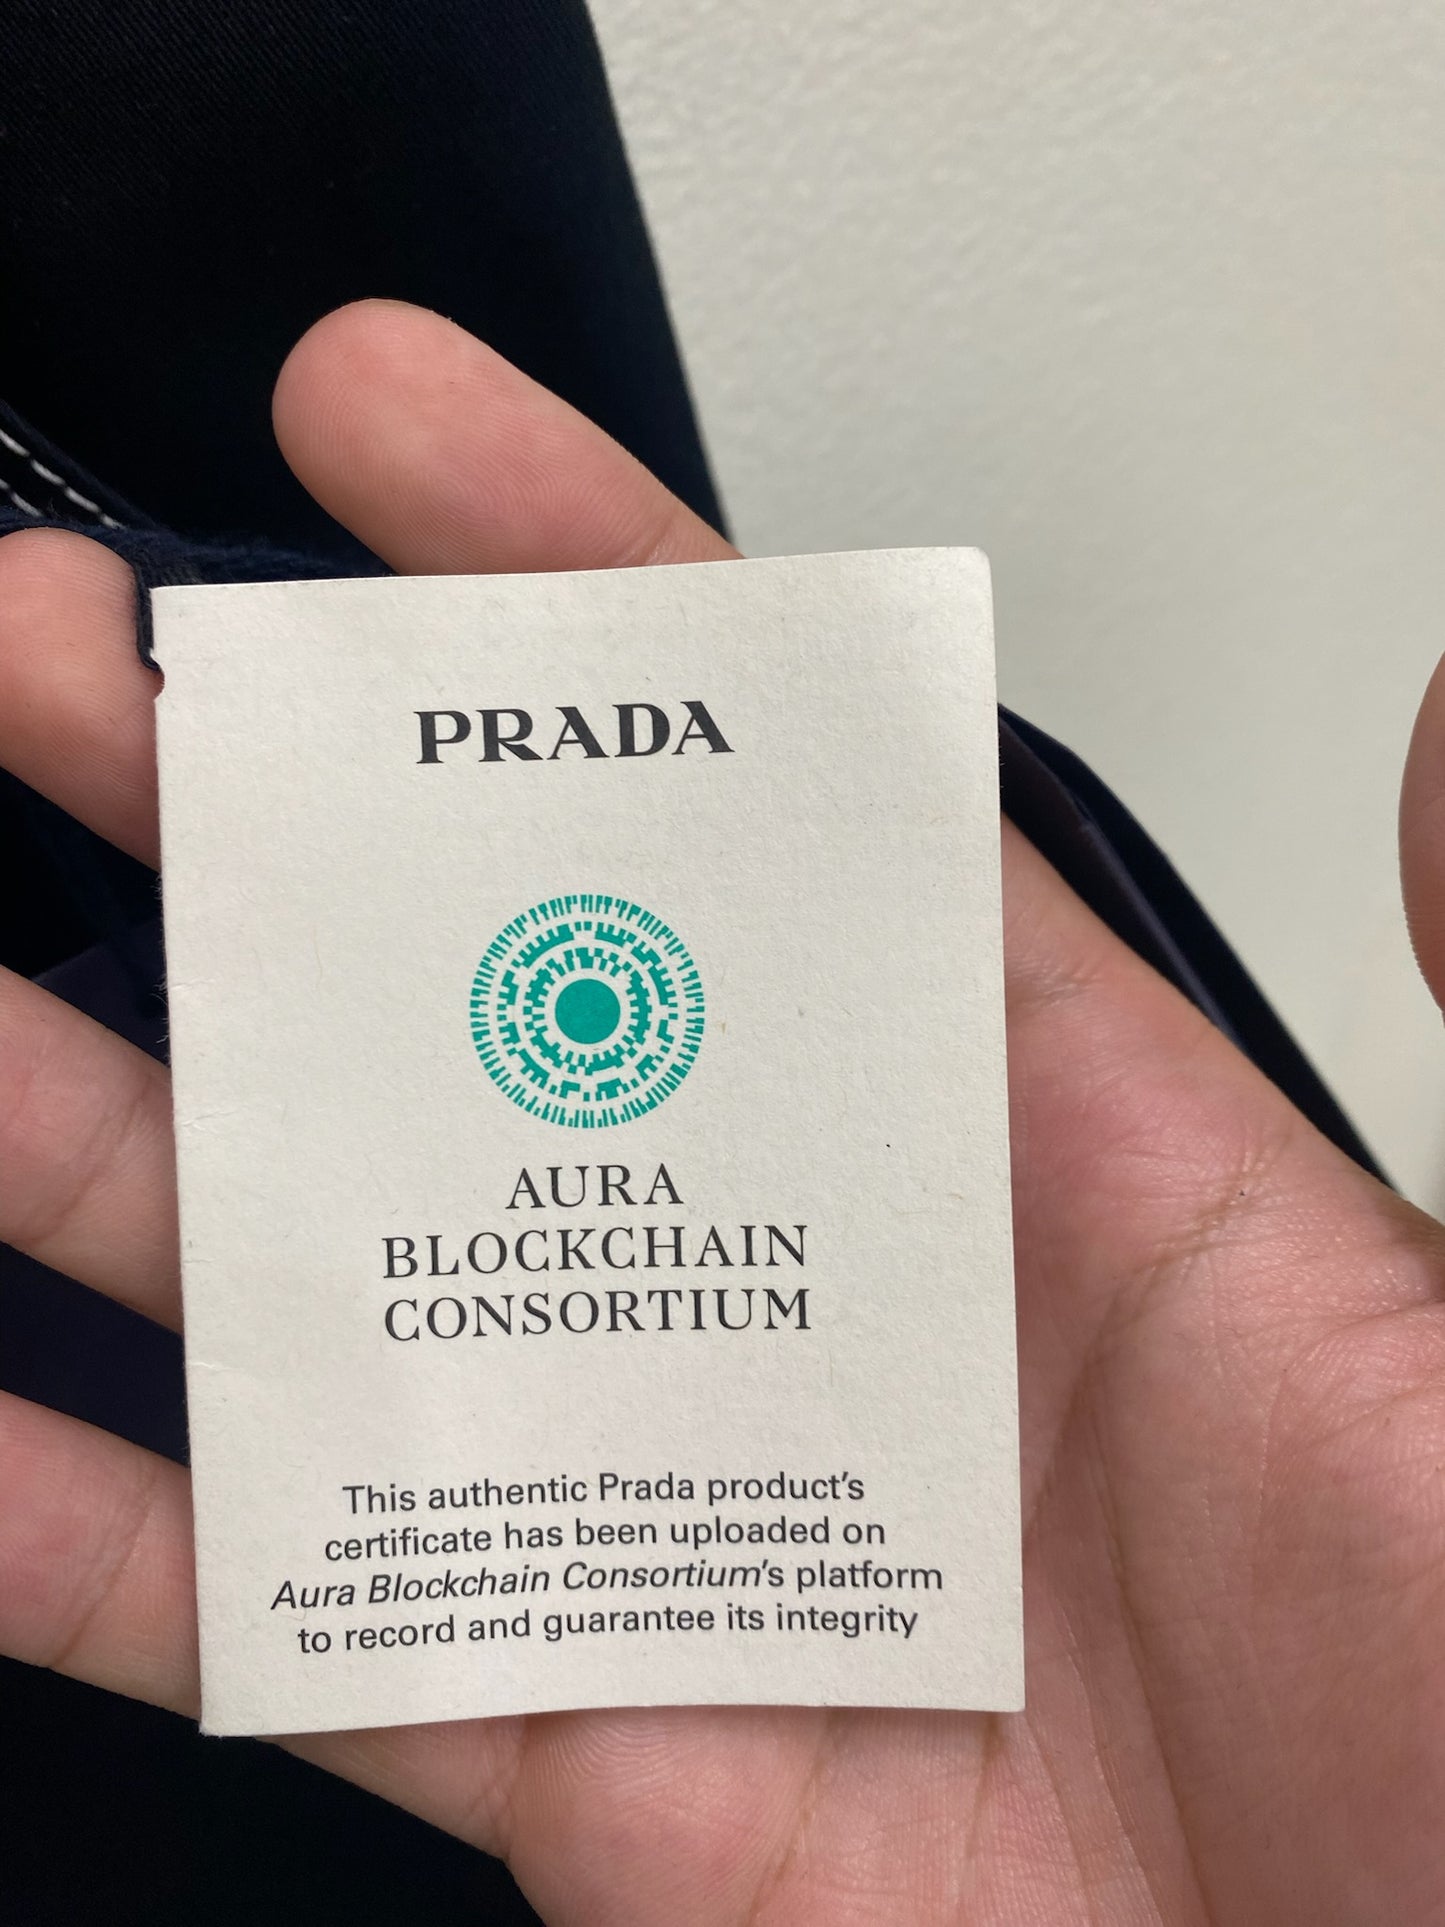 PRADA
AURA
BLOCKCHAIN
CONSORTIUM
This authentic Prada product's
certificate has been uploaded on
Aura Blockchain Consortium's platform
to record and guarantee its integrity